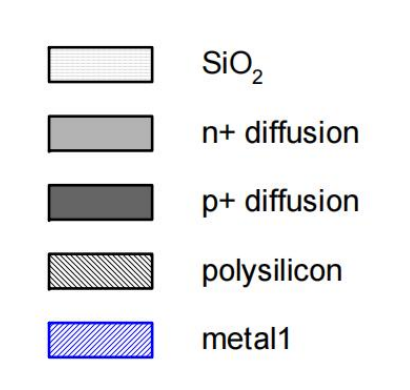 SiO₂
n+ diffusion
p+ diffusion
polysilicon
metal1